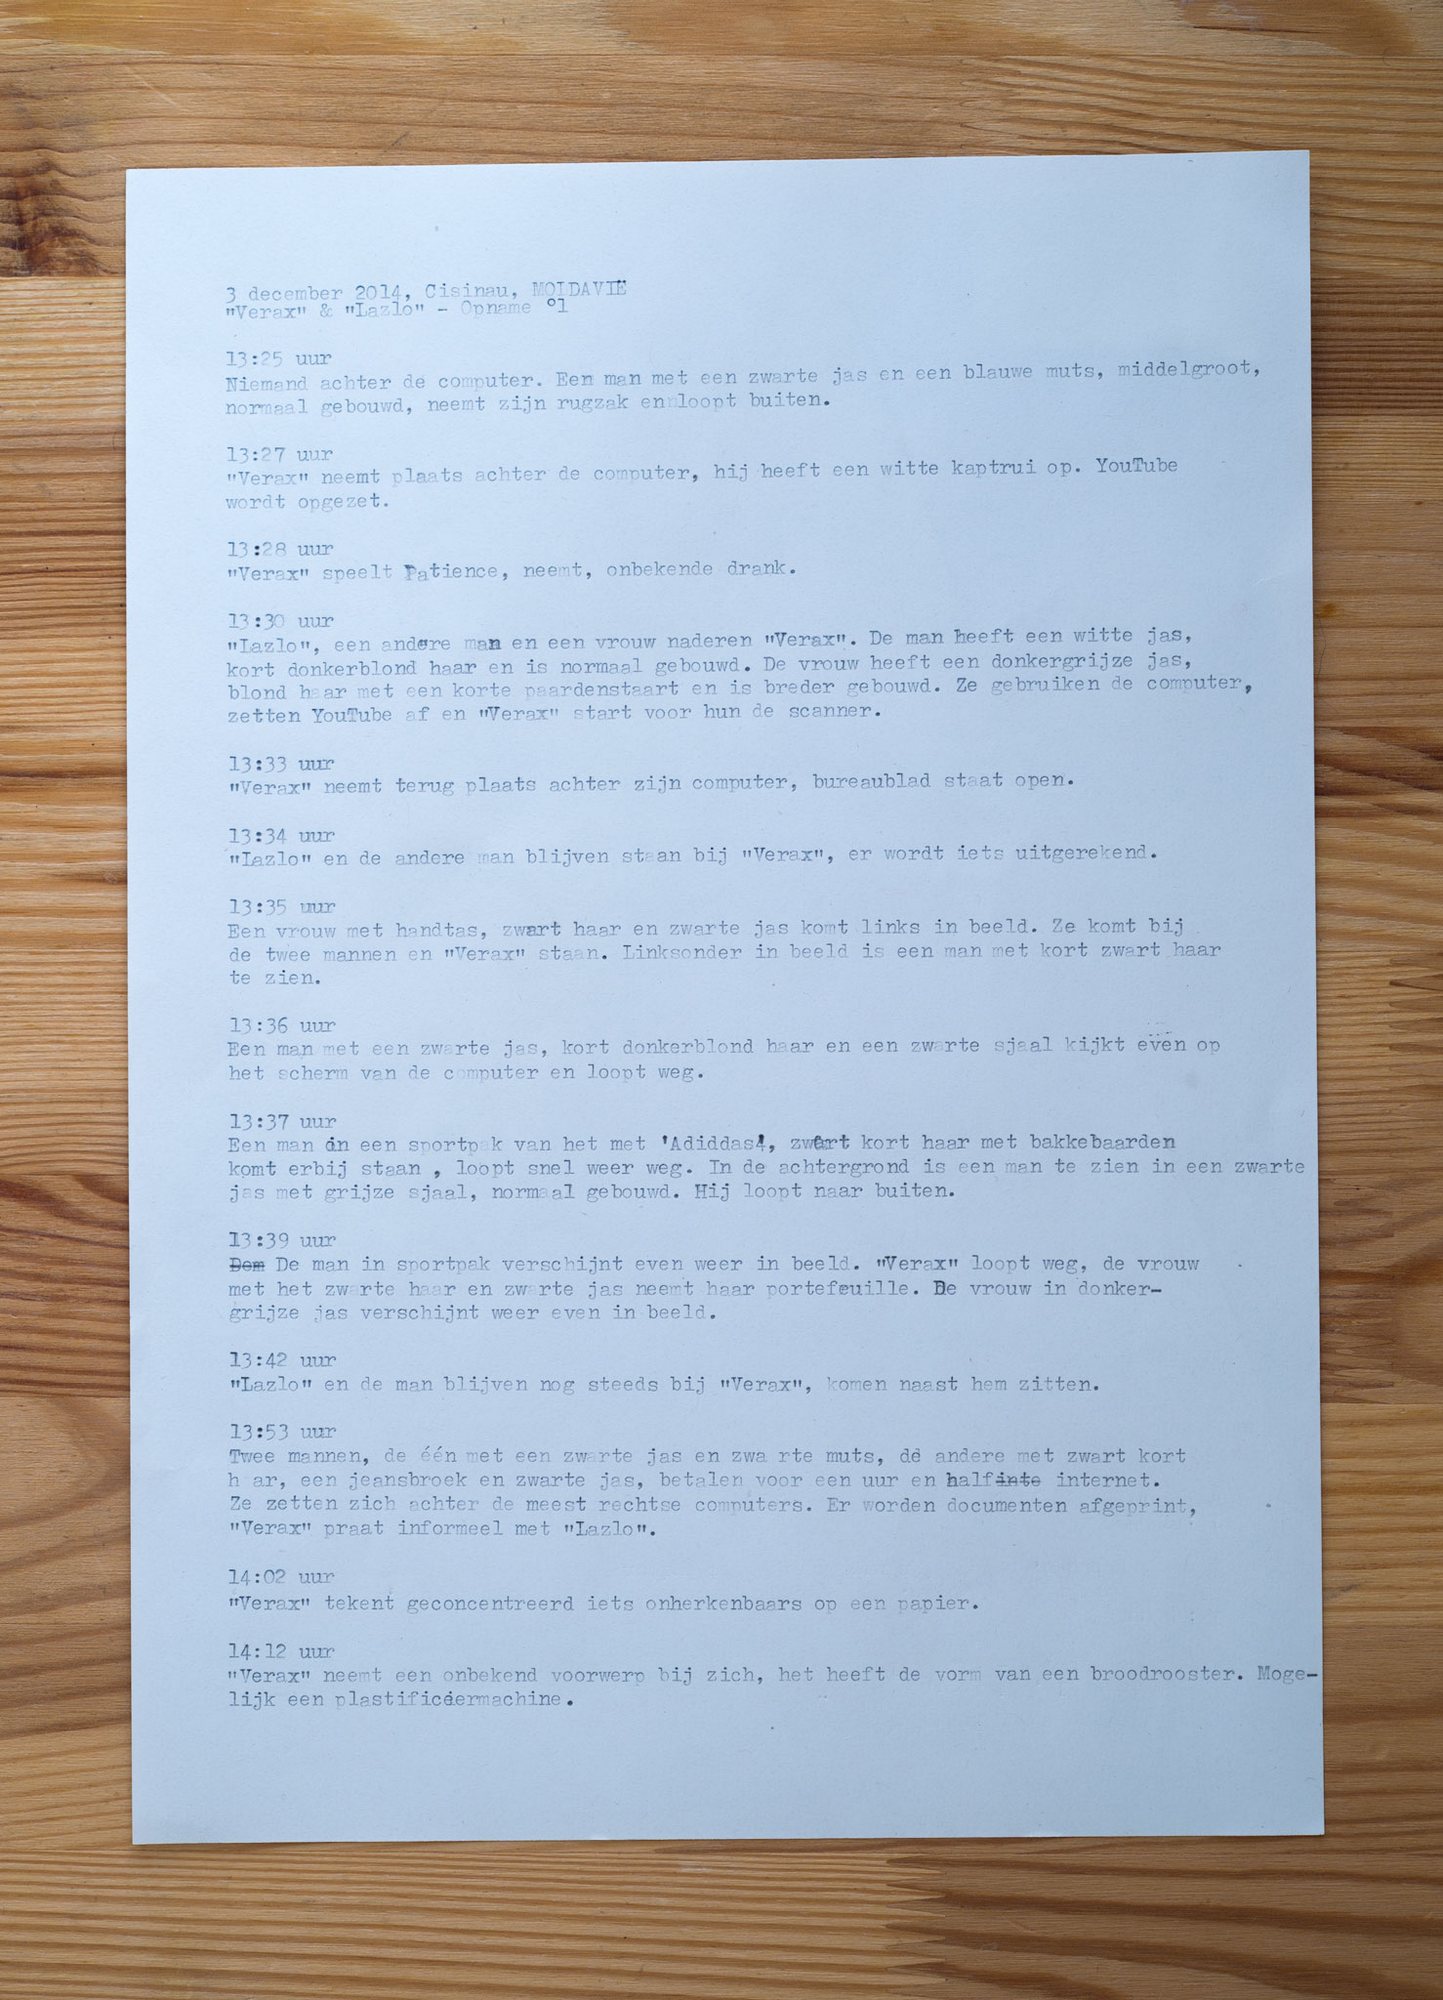 3 december 2014, Cisinau, MOIDAVIË
"Verax" & "Lazlo" - Opname °1
13:25 uur
Niemand achter de computer. Een man met een zwarte jas en een blauwe muts, middelgroot,
normaal gebouwd, neemt zijn rugzak en loopt buiten.
13:27 uur
"Verax" neemt plaats achter de computer, hij heeft een witte kaptrui op. YouTube
wordt opgezet.
13:28 uur
"Verax" speelt Patience, neemt, onbekende drank.
13:30 uur
"Lazlo", een andere man en een vrouw naderen "Verax". De man heeft een witte jas,
kort donkerblond haar en is normaal gebouwd. De vrouw heeft een donkergrijze jas,
blond haar met een korte paardenstaart en is breder gebouwd. Ze gebruiken de computer,
zetten YouTube af en "Verax" start voor hun de scanner.
13:33 uur
"Verax" neemt terug plaats achter zijn computer, bureaublad staat open.
13:34 uur
"Lazlo" en de andere man blijven staan bij "Verax", er wordt iets uitgerekend.
13:35 uur
Een vrouw met handtas, zwart haar en zwarte jas komt links in beeld. Ze komt bij
de twee mannen en "Verax" staan. Linksonder in beeld is een man met kort zwart haar
te zien.
13:36 uur
Een man met een zwarte jas, kort donkerblond haar en een zwarte sjaal kijkt even op
het scherm van de computer en loopt weg.
13:37 uur
Een man in een sportpak van het met 'Adiddas', zwart kort haar met bakkebaarden
komt erbij staan , loopt snel weer weg. In de achtergrond is een man te zien in een zwarte
jas met grijze sjaal, normaal gebouwd. Hij loopt naar buiten.
13:39 uur
Dem De man in sportpak verschijnt even weer in beeld. "Verax" loopt weg, de vrouw
met het zwarte haar en zwarte jas neemt haar portefeuille. De vrouw in donker-
grijze jas verschijnt weer even in beeld.
13:42 uur
"Lazlo" en de man blijven nog steeds bij "Verax", komen naast hem zitten.
13:53 uur
Twee mannen, de één met een zwarte jas en zwa rte muts, de andere met zwart kort
h ar, een jeansbroek en zwarte jas, betalen voor een uur en halfinte internet.
Ze zetten zich achter de meest rechtse computers. Er worden documenten afgeprint,
"Verax" praat informeel met "Lazlo".
14:02 uur
"Verax" tekent geconcentreerd iets onherkenbaars op een papier.
14:12 uur
"Verax" neemt een onbekend voorwerp bij zich, het heeft de vorm van een broodrooster. Moge-
lijk een plastificeermachine.